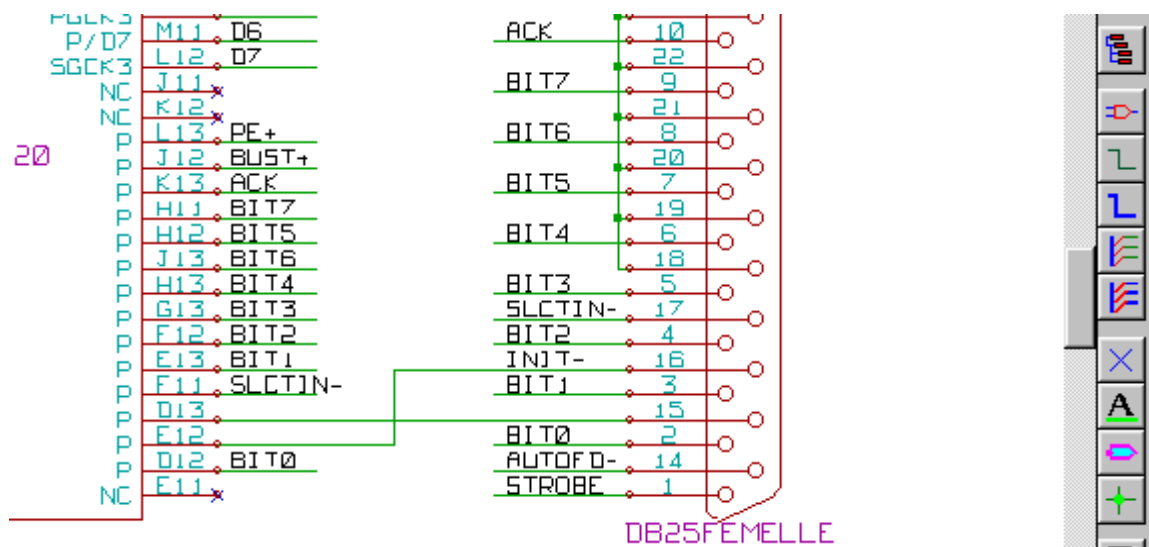 PGCK3
P/D7 M11 D6 ACK 10
SGCK3 L12 D7 22
NC J11 BIT7 9
NC K12 21
P L13 PE+ BIT6 8
20 P J12 BUST+ 20
P K13 ACK BIT5 7
P H11 BIT7 19
P H12 BIT5 BIT4 6
P J13 BIT6 18
P H13 BIT4 BIT3 5
P G13 BIT3 SLCTIN- 17
P F12 BIT2 BIT2 4
P E13 BIT1 INIT- 16
P F11 SLCTIN- BIT1 3
P D13 15
P E12 BIT0 2
P D12 BIT0 AUTOFD- 14
NC E11 STROBE 1
DB25FEMELLE
A